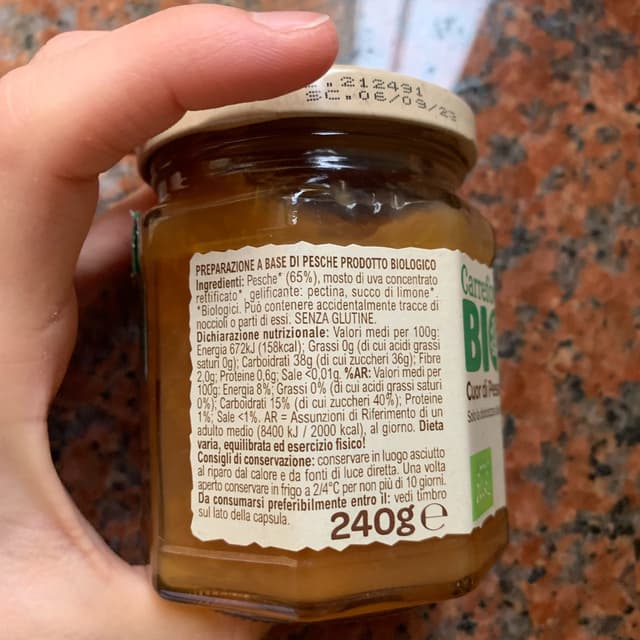 212491
SC.06/09/23
PREPARAZIONE A BASE DI PESCHE PRODOTTO BIOLOGICO
Ingredienti: Pesche* (65%), mosto di uva concentrato
rettificato*, gelificante: pectina, succo di limone*.
*Biologici. Può contenere accidentalmente tracce di
noccioli o parti di essi. SENZA GLUTINE.
Dichiarazione nutrizionale: Valori medi per 100g:
Energia 672kJ (158kcal); Grassi 0g (di cui acidi grassi
saturi 0g); Carboidrati 38g (di cui zuccheri 36g); Fibre
2,0g; Proteine 0,6g; Sale <0,01g. %AR: Valori medi per
100g: Energia 8%; Grassi 0% (di cui acidi grassi saturi
0%); Carboidrati 15% (di cui zuccheri 40%); Proteine
1%; Sale <1%. AR = Assunzioni di Riferimento di un
adulto medio (8400 kJ / 2000 kcal), al giorno. Dieta
varia, equilibrata ed esercizio fisico!
Consigli di conservazione: conservare in luogo asciutto
al riparo dal calore e da fonti di luce diretta. Una volta
aperto conservare in frigo a 2/4°C per non più di 10 giorni.
Da consumarsi preferibilmente entro il: vedi timbro
sul lato della capsula.
240g e
Carrefo
BIO
Cuor di Pes